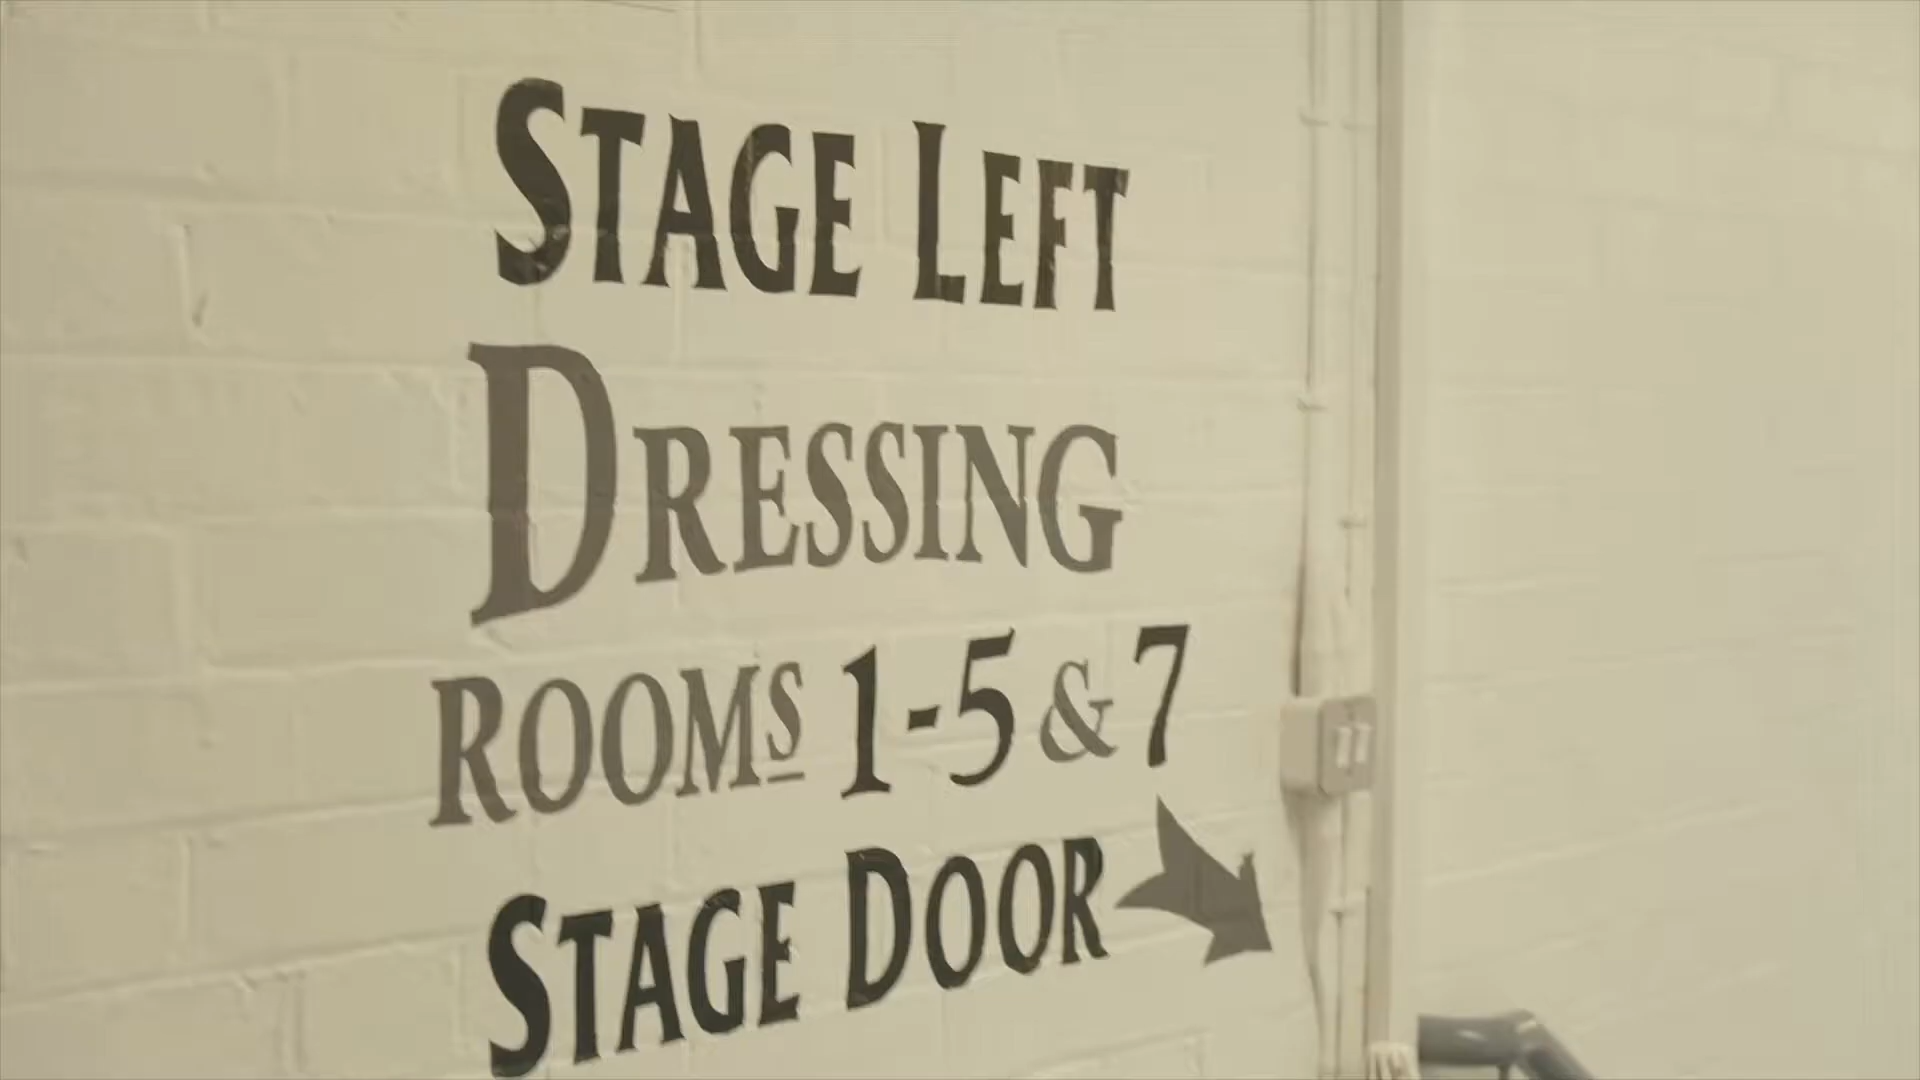 STAGE LEFT
DRESSING
ROOMS 1-5 & 7
STAGE DOOR